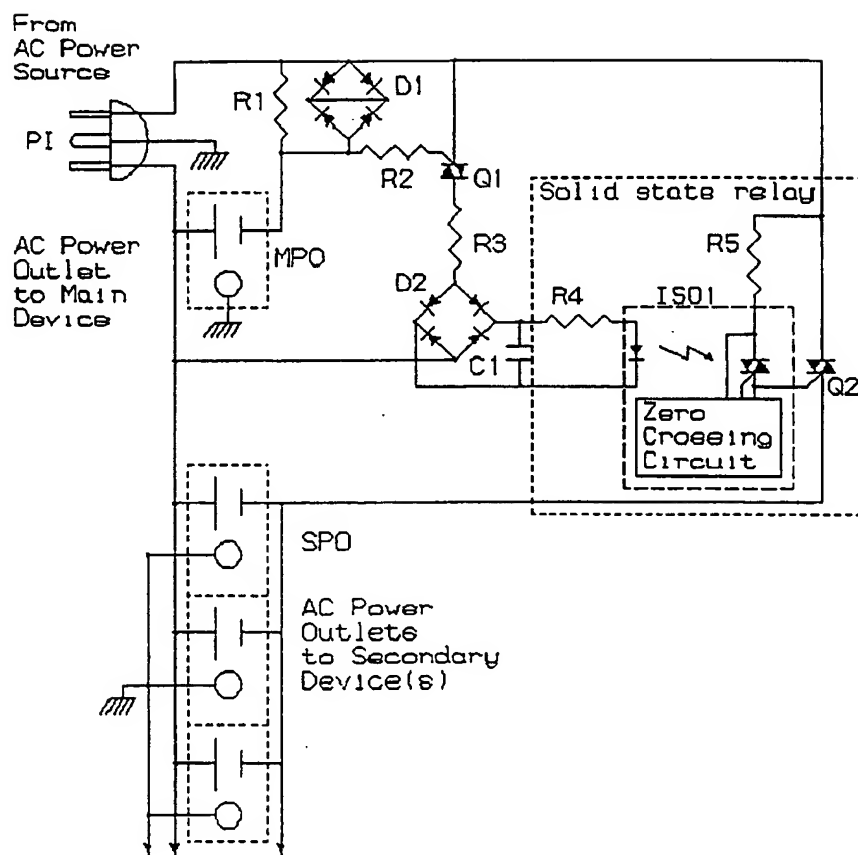 From
AC Power
Source
R1
D1
PI
R2
Q1
Solid state relay
AC Power
Outlet
to Main
Device
MPO
R3
R5
D2
R4
ISO1
C1
Q2
Zero
Crossing
Circuit
SPO
AC Power
Outlets
to Secondary
Device(s)